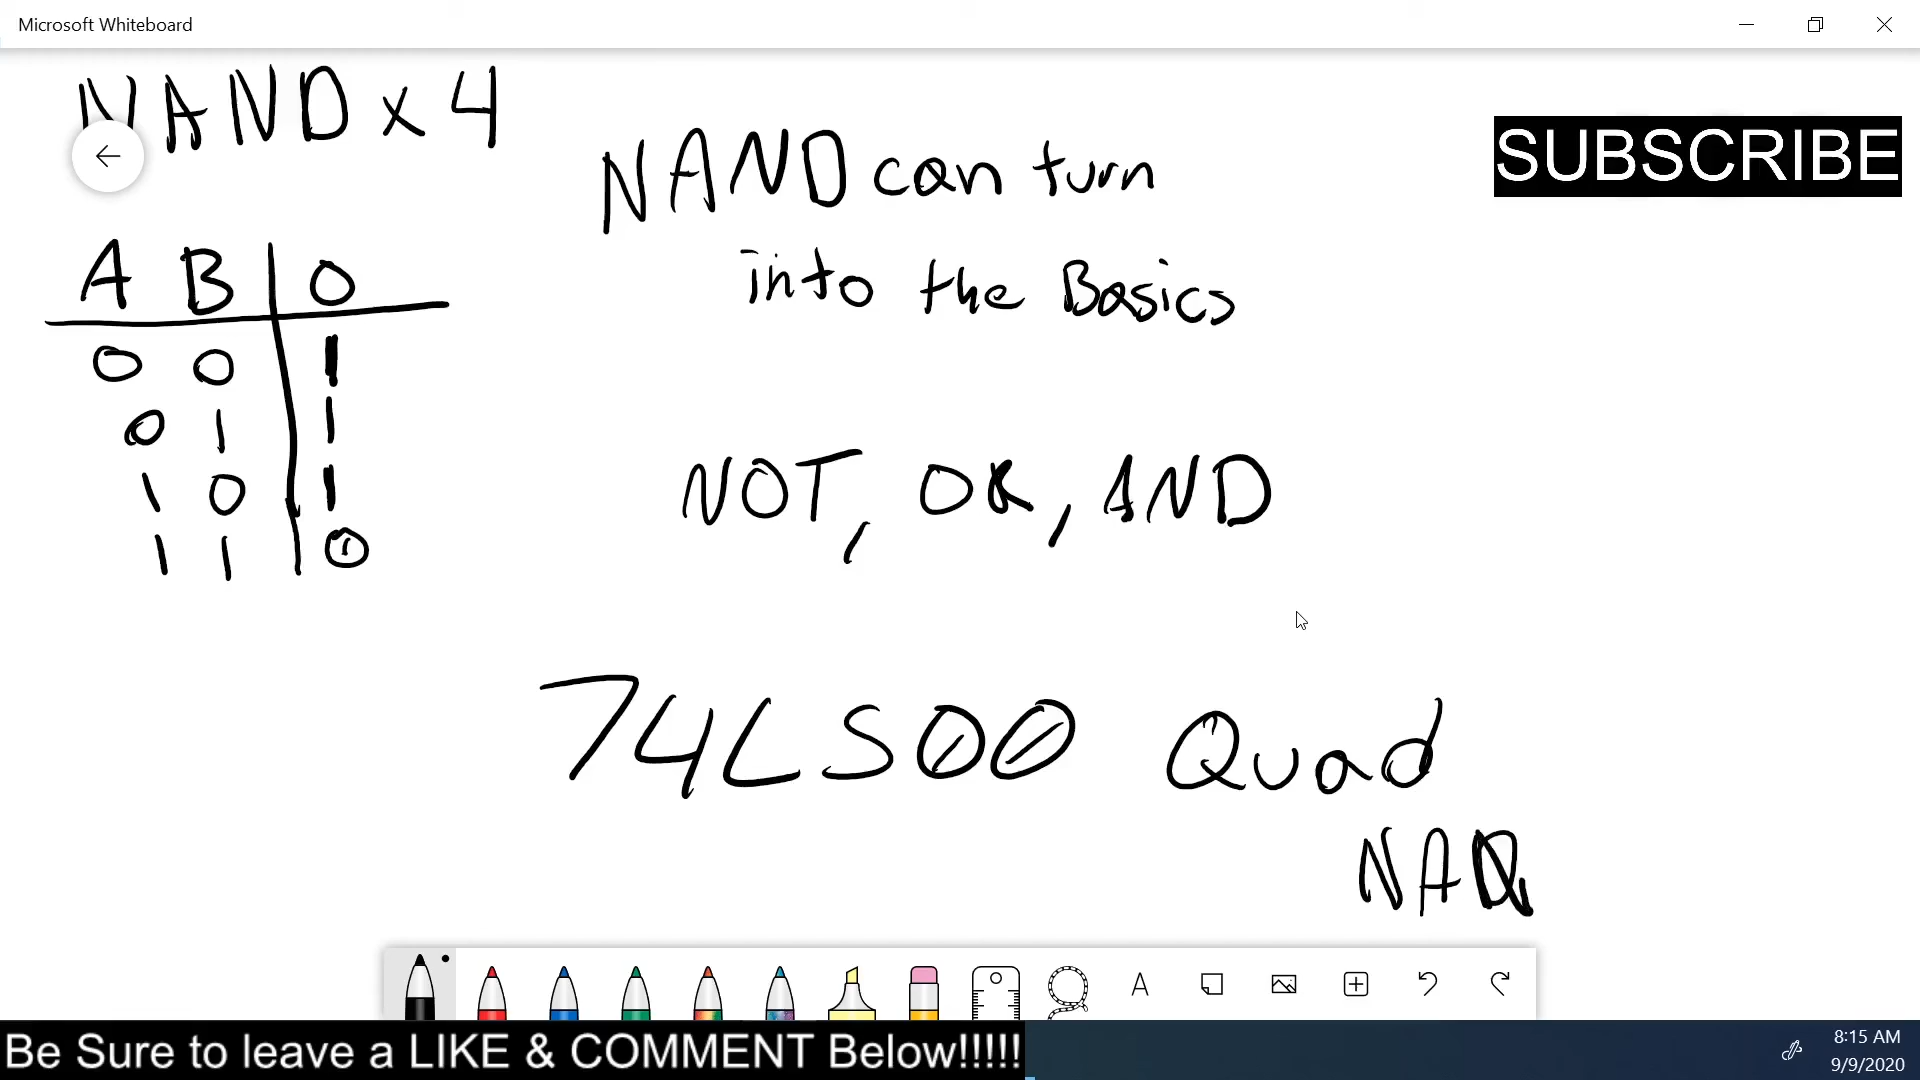 Microsoft Whiteboard
NAND x 4
NAND can turn
into the Basics
SUBSCRIBE
A B O
0 0 1
0 1 1
1 0 1
1 1 0
NOT, OR, AND
74LS00 Quad
A
Be Sure to leave a LIKE & COMMENT Below!!!!!
8:15 AM
9/9/2020